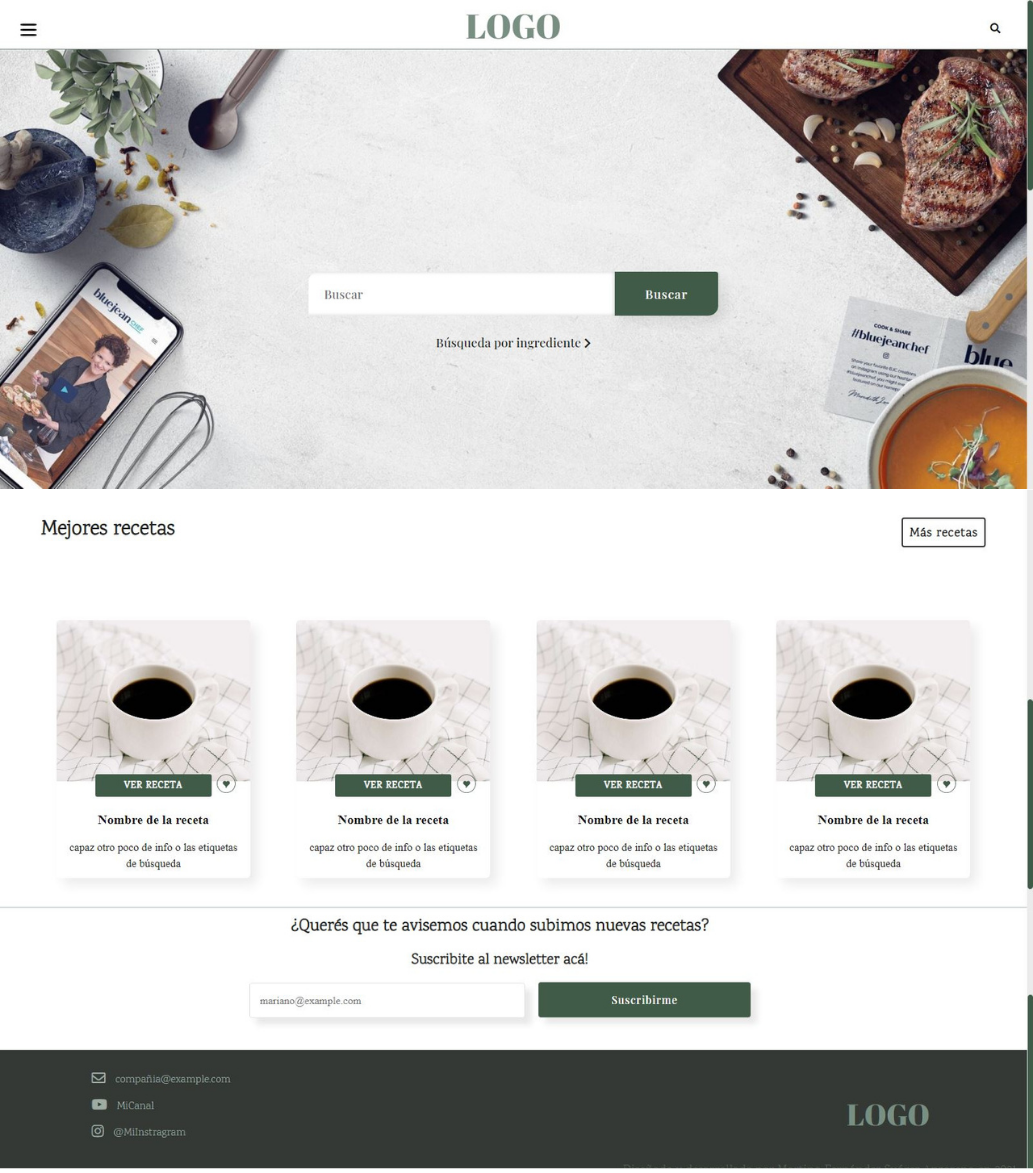 LOGO
Buscar
Buscar
Búsqueda por ingrediente
bluejean CHEF
COOK & SHARE
#bluejeanchef
blue
Mejores recetas
Más recetas
VER RECETA
VER RECETA
VER RECETA
VER RECETA
Nombre de la receta
Nombre de la receta
Nombre de la receta
Nombre de la receta
capaz otro poco de info o las etiquetas
de búsqueda
capaz otro poco de info o las etiquetas
de búsqueda
capaz otro poco de info o las etiquetas
de búsqueda
capaz otro poco de info o las etiquetas
de búsqueda
¿Querés que te avisemos cuando subimos nuevas recetas?
Suscribite al newsletter acá!
mariano@example.com
Suscribirme
compañia@example.com
MiCanal
@MiInstragram
LOGO